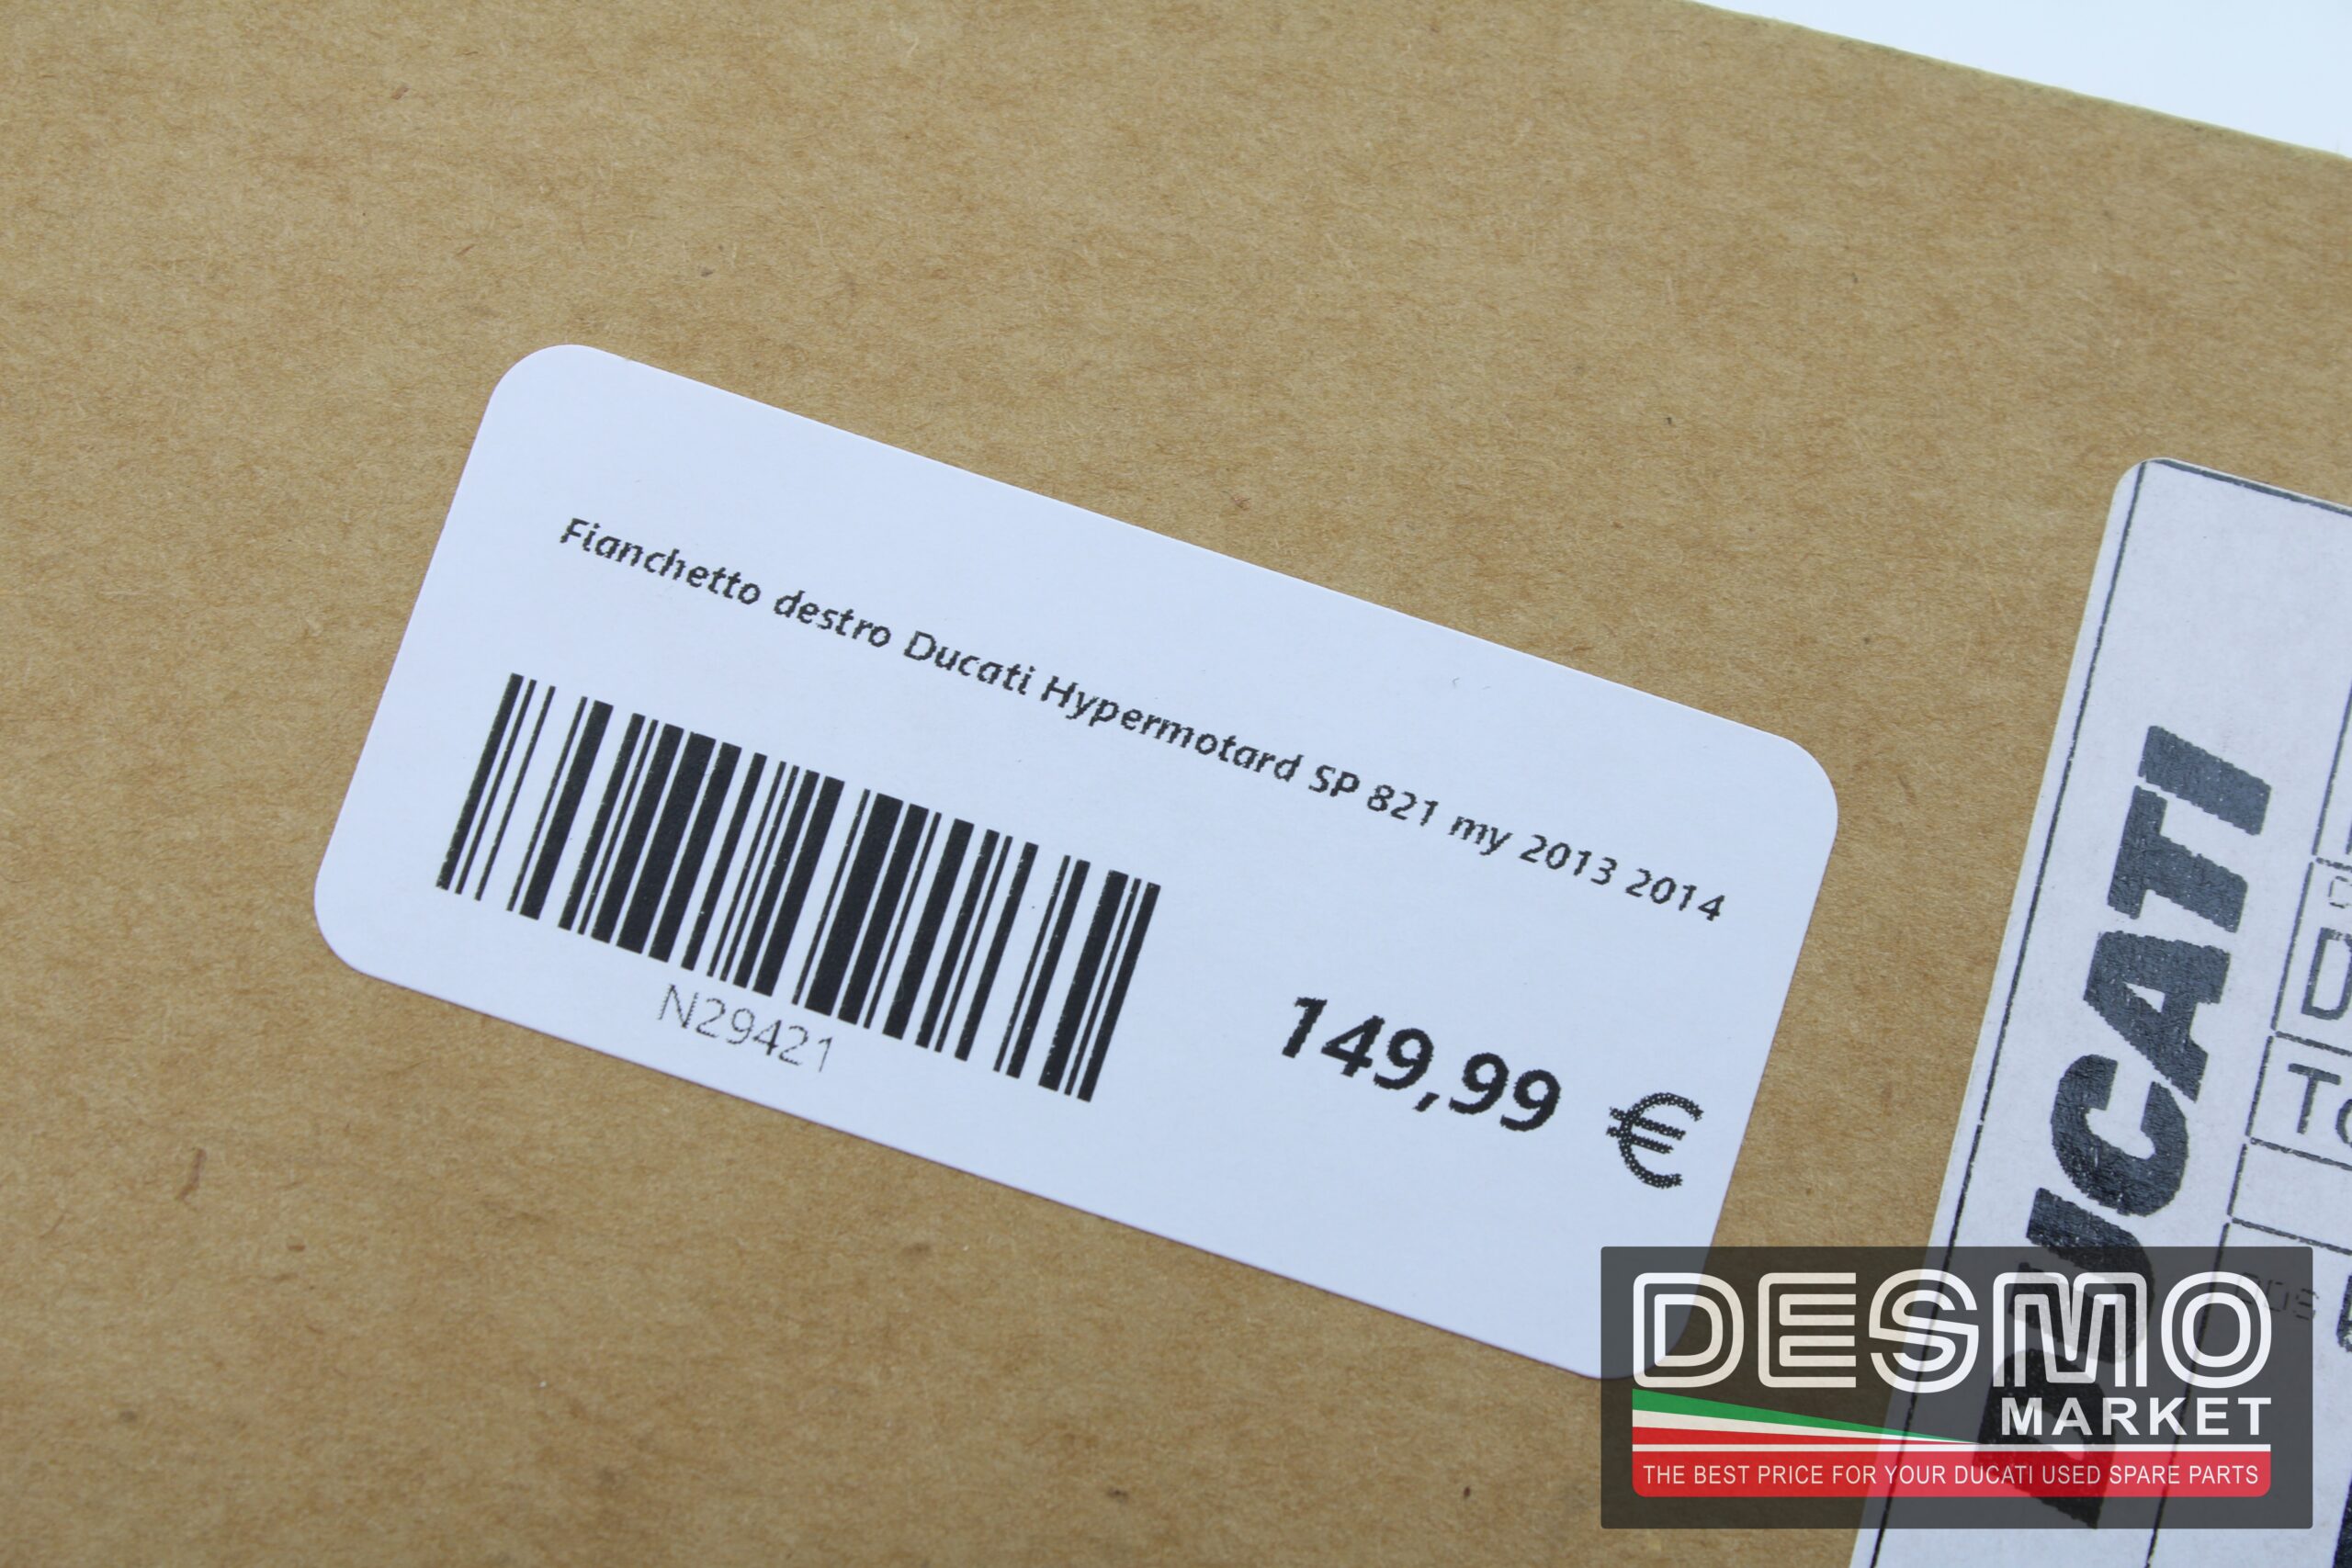 Fianchetto destro Ducati Hypermotard SP 821 my 2013 2014
N29421
149,99 €
DUCATI
DESMO
MARKET
THE BEST PRICE FOR YOUR DUCATI USED SPARE PARTS